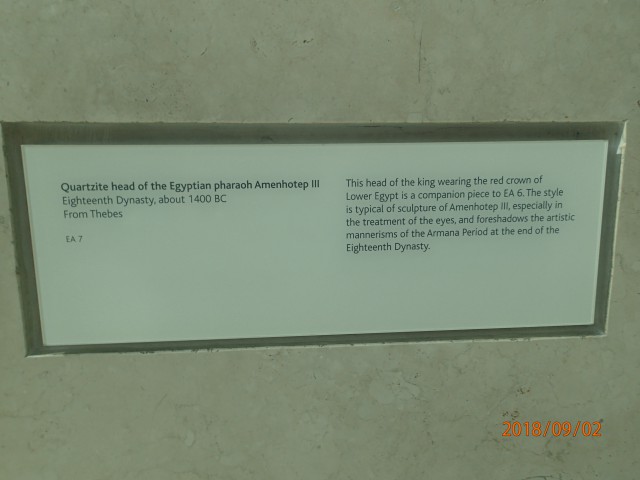 Quartzite head of the Egyptian pharaoh Amenhotep III
Eighteenth Dynasty, about 1400 BC
From Thebes
EA 7
This head of the king wearing the red crown of
Lower Egypt is a companion piece to EA 6. The style
is typical of sculpture of Amenhotep III, especially in
the treatment of the eyes, and foreshadows the artistic
mannerisms of the Armana Period at the end of the
Eighteenth Dynasty.
2018/09/02